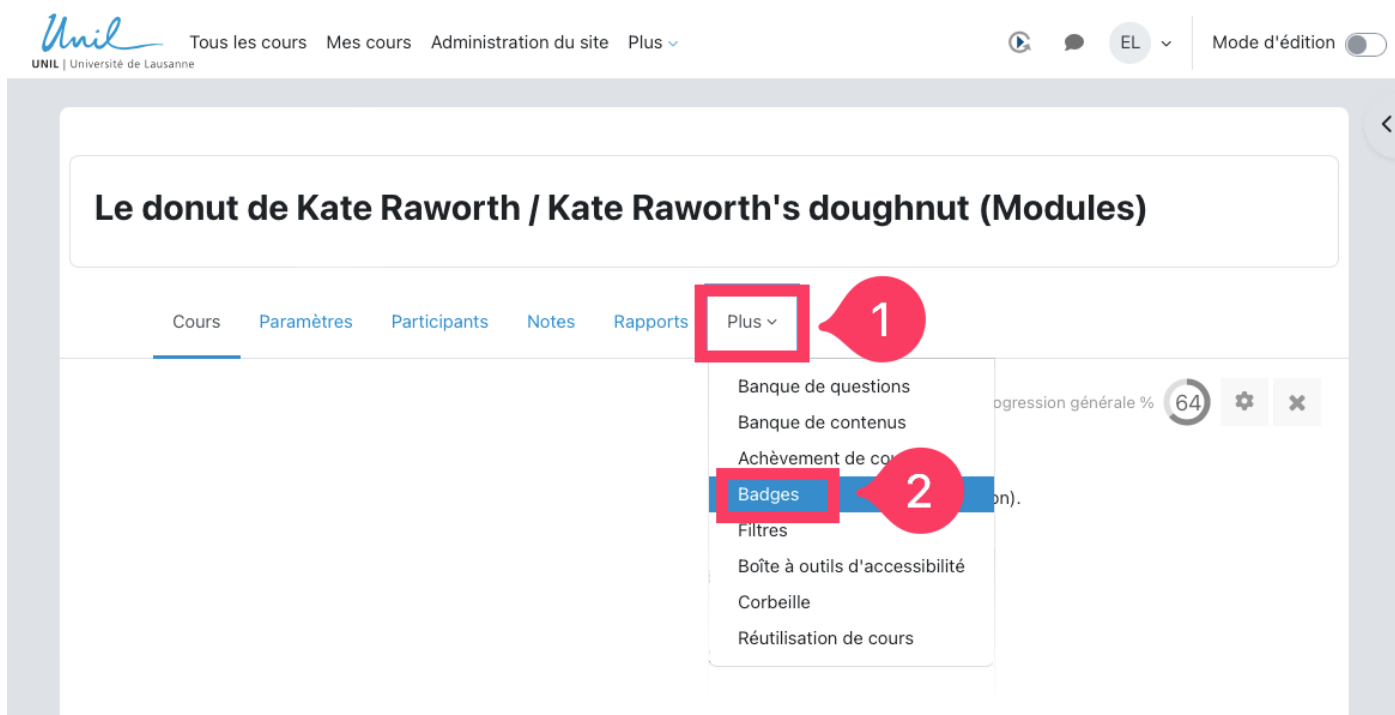 Unil
UNIL | Université de Lausanne
Tous les cours Mes cours Administration du site Plus
EL
Mode d'édition
Le donut de Kate Raworth / Kate Raworth's doughnut (Modules)
Cours Paramètres Participants Notes Rapports Plus
1
Banque de questions
ogression générale % 64
Banque de contenus
Achèvement de co
Badges
2
on).
Filtres
Boîte à outils d'accessibilité
Corbeille
Réutilisation de cours